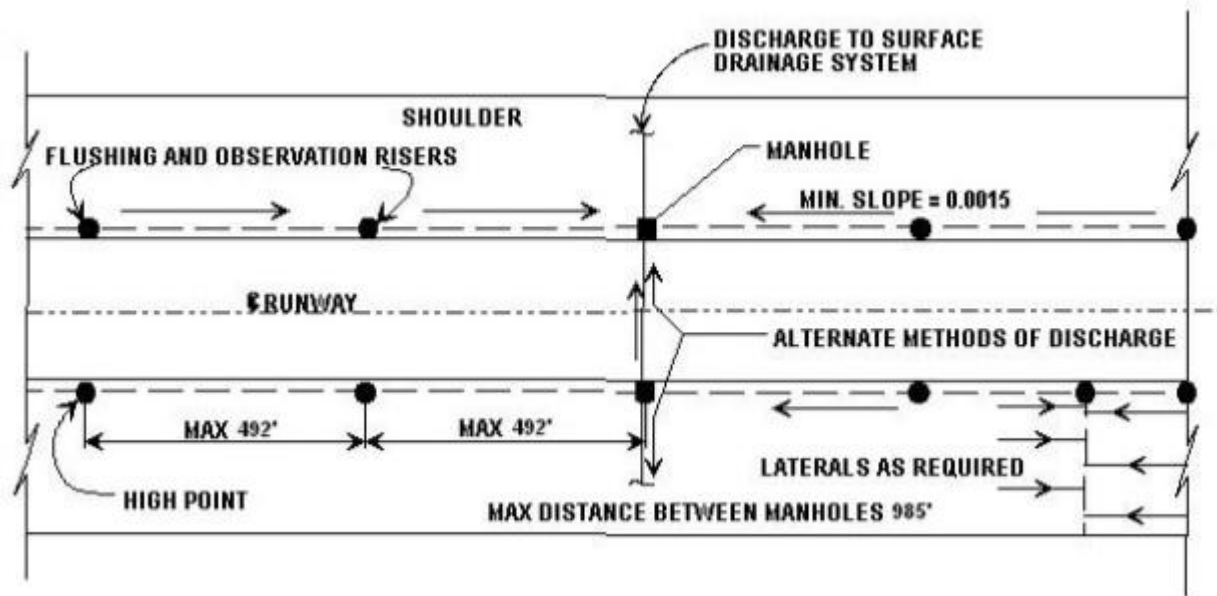 DISCHARGE TO SURFACE
DRAINAGE SYSTEM
SHOULDER
FLUSHING AND OBSERVATION RISERS
MANHOLE
MIN. SLOPE = 0.0015
℄ RUNWAY
ALTERNATE METHODS OF DISCHARGE
MAX 492'
MAX 492'
LATERALS AS REQUIRED
HIGH POINT
MAX DISTANCE BETWEEN MANHOLES 985'